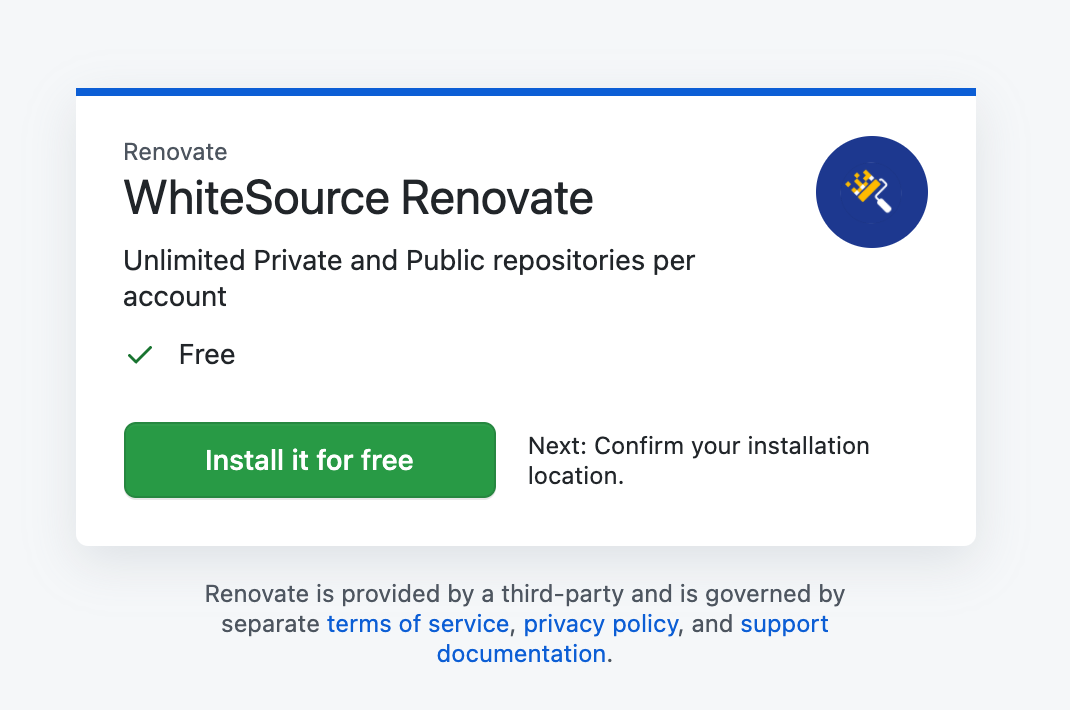 Renovate
WhiteSource Renovate
Unlimited Private and Public repositories per
account
Free
Install it for free
Next: Confirm your installation
location.
Renovate is provided by a third-party and is governed by
separate terms of service, privacy policy, and support
documentation.